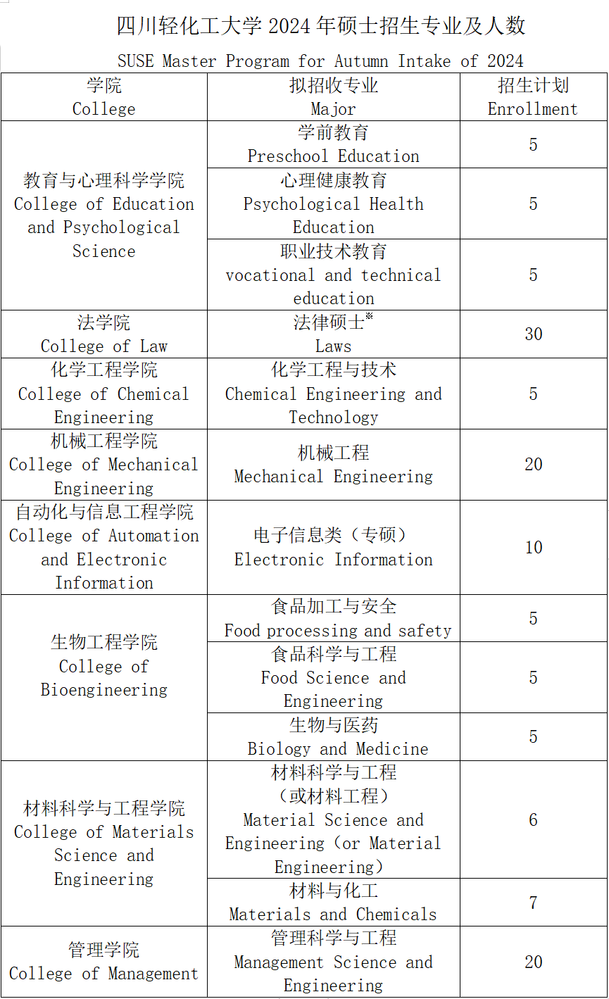 四川轻化工大学 2024 年硕士招生专业及人数
SUSE Master Program for Autumn Intake of 2024
学院
College
拟招收专业
Major
招生计划
Enrollment
教育与心理科学学院
College of Education
and Psychological
Science
学前教育
Preschool Education
5
心理健康教育
Psychological Health
Education
5
职业技术教育
vocational and technical
education
5
法学院
College of Law
法律硕士※
Laws
30
化学工程学院
College of Chemical
Engineering
化学工程与技术
Chemical Engineering and
Technology
5
机械工程学院
College of Mechanical
Engineering
机械工程
Mechanical Engineering
20
自动化与信息工程学院
College of Automation
and Electronic
Information
电子信息类（专硕）
Electronic Information
10
生物工程学院
College of
Bioengineering
食品加工与安全
Food processing and safety
5
食品科学与工程
Food Science and
Engineering
5
生物与医药
Biology and Medicine
5
材料科学与工程学院
College of Materials
Science and
Engineering
材料科学与工程
（或材料工程）
Material Science and
Engineering（or Material
Engineering）
6
材料与化工
Materials and Chemicals
7
管理学院
College of Management
管理科学与工程
Management Science and
Engineering
20